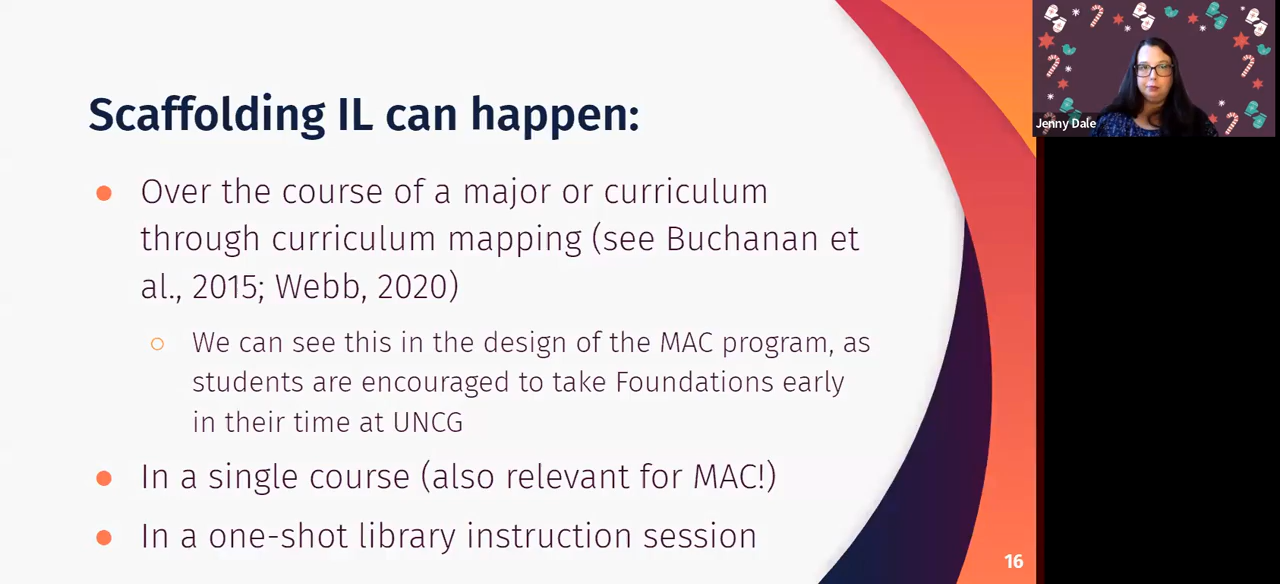 Scaffolding IL can happen:
Over the course of a major or curriculum
through curriculum mapping (see Buchanan et
al., 2015; Webb, 2020)
We can see this in the design of the MAC program, as
students are encouraged to take Foundations early
in their time at UNCG
In a single course (also relevant for MAC!)
In a one-shot library instruction session
16
Jenny Dale